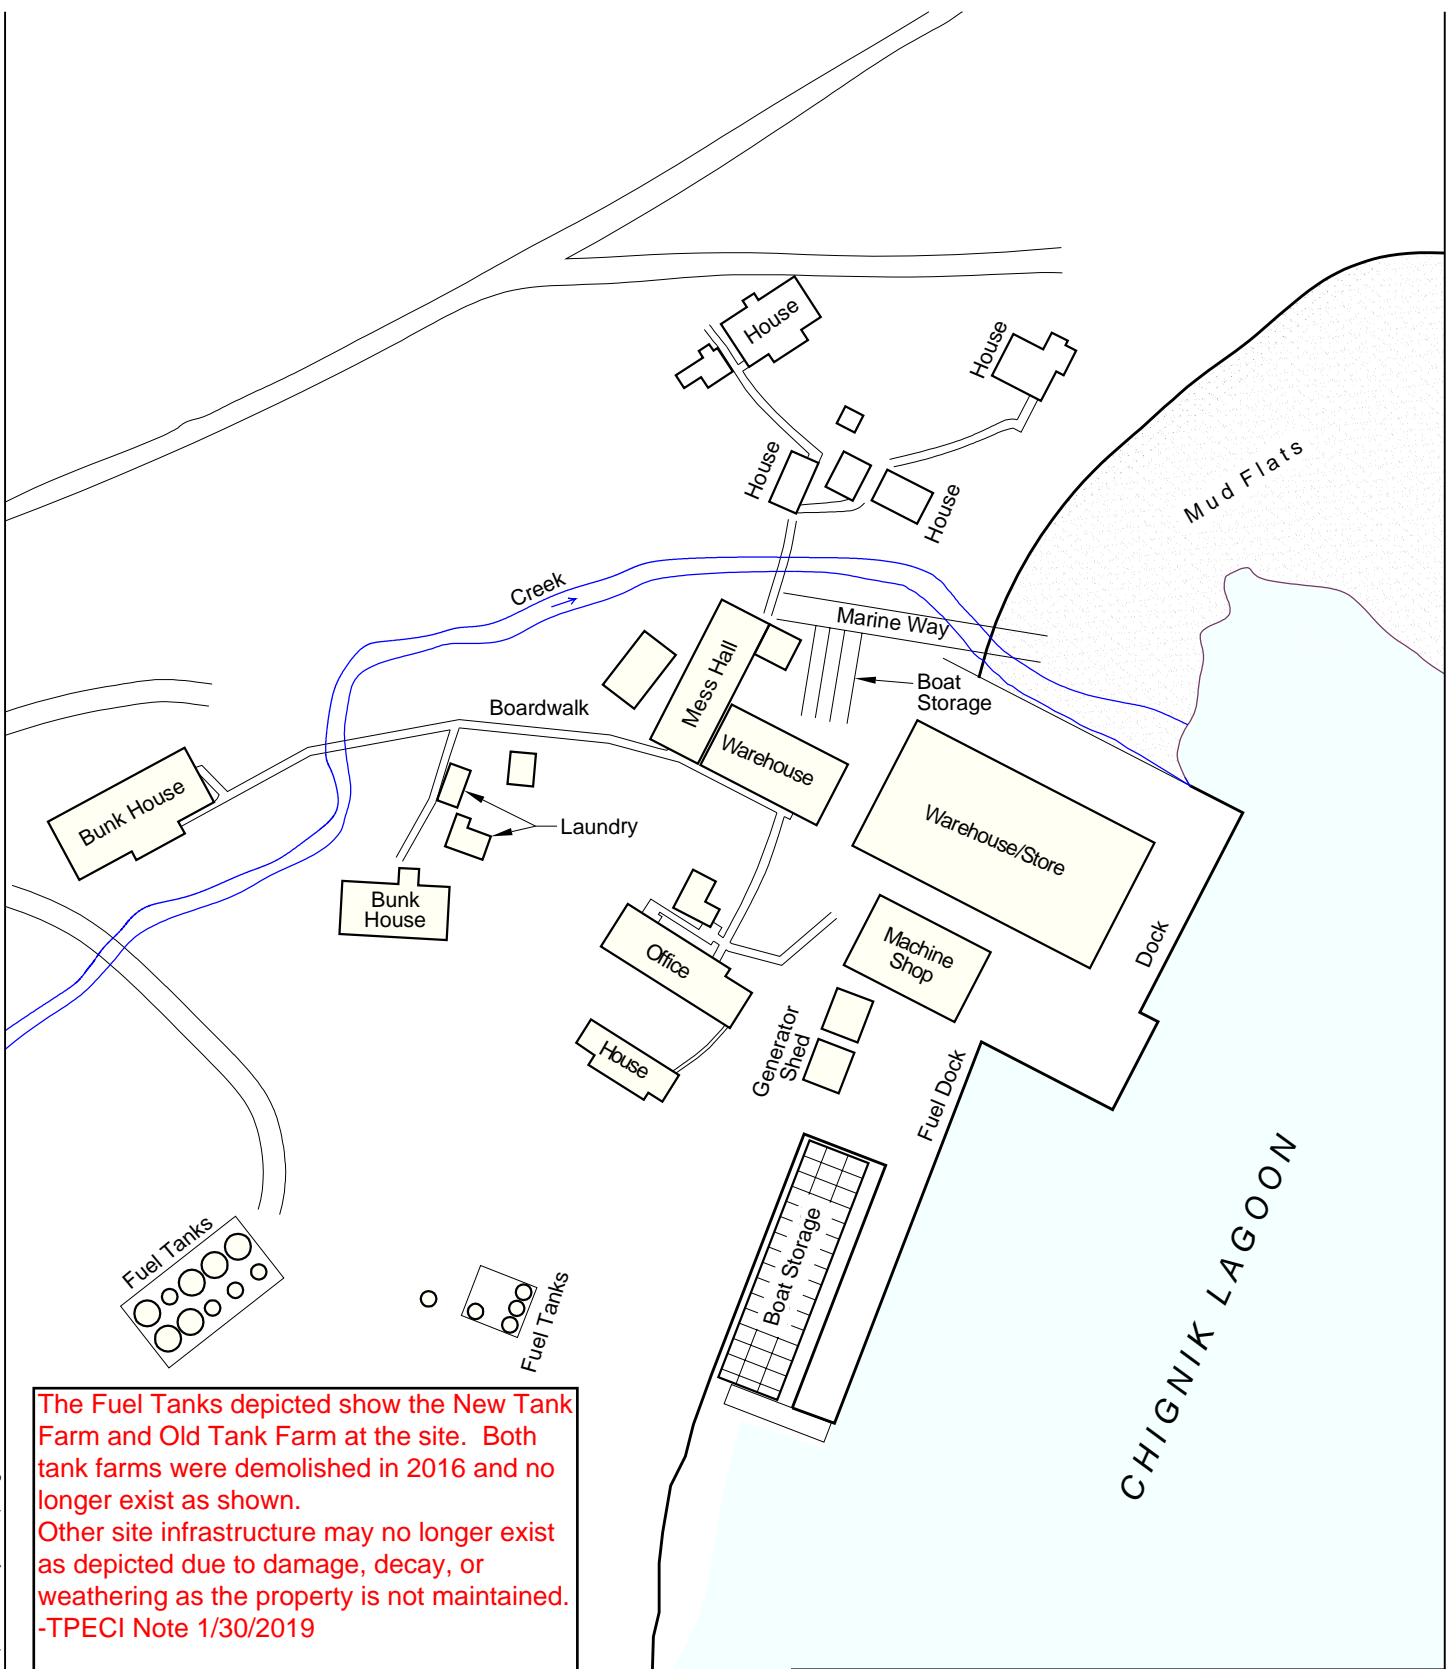 House
House
House
House
Mud Flats
Creek
Marine Way
Mess Hall
Boat
Storage
Boardwalk
Warehouse
Bunk House
Laundry
Warehouse/Store
Bunk
House
Office
Machine
Shop
Dock
House
Generator
Shed
Fuel Dock
Fuel Tanks
Fuel Tanks
Boat Storage
CHIGNIK LAGOON
The Fuel Tanks depicted show the New Tank
Farm and Old Tank Farm at the site.  Both
tank farms were demolished in 2016 and no
longer exist as shown.
Other site infrastructure may no longer exist
as depicted due to damage, decay, or
weathering as the property is not maintained.
-TPECI Note 1/30/2019